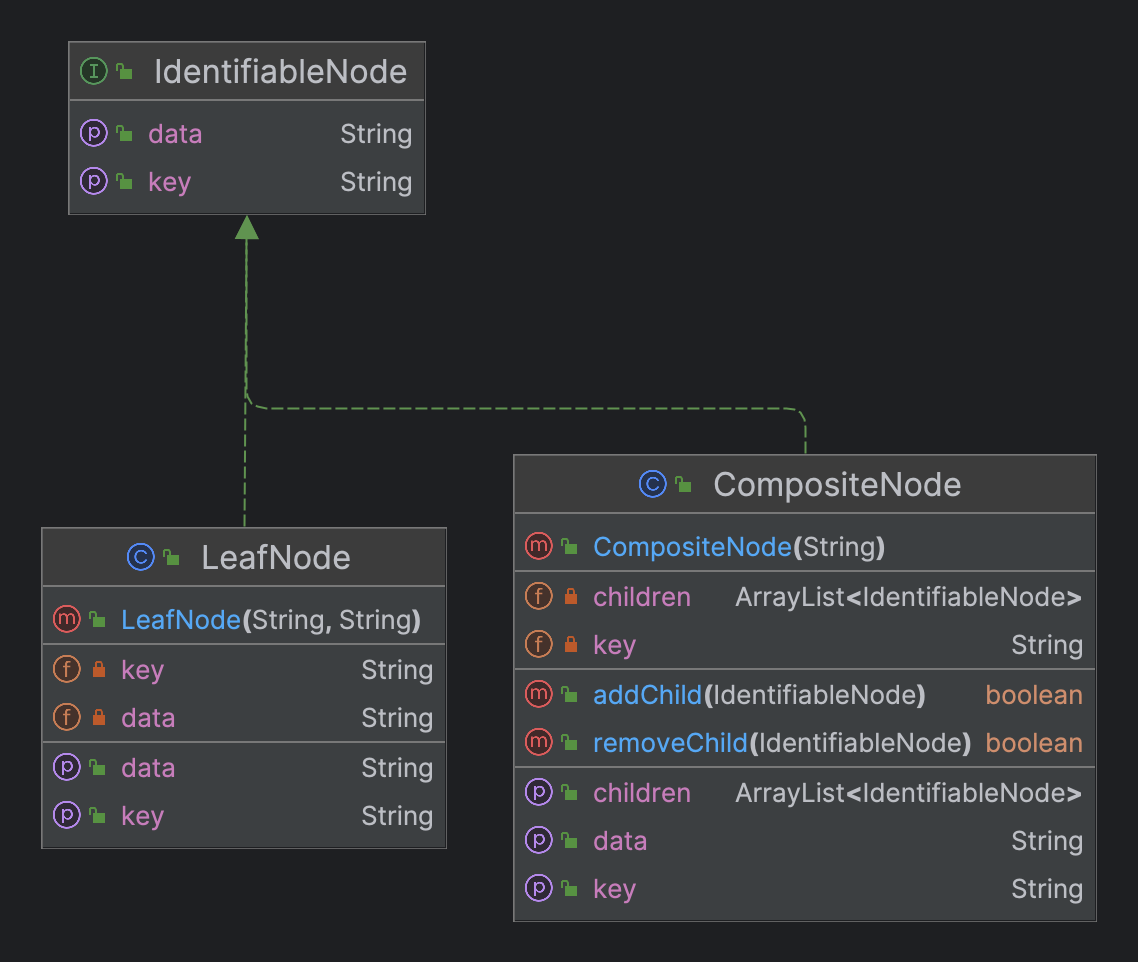 IdentifiableNode
data String
key String
LeafNode
LeafNode(String, String)
key String
data String
data String
key String
CompositeNode
CompositeNode(String)
children ArrayList<IdentifiableNode>
key String
addChild(IdentifiableNode) boolean
removeChild(IdentifiableNode) boolean
children ArrayList<IdentifiableNode>
data String
key String